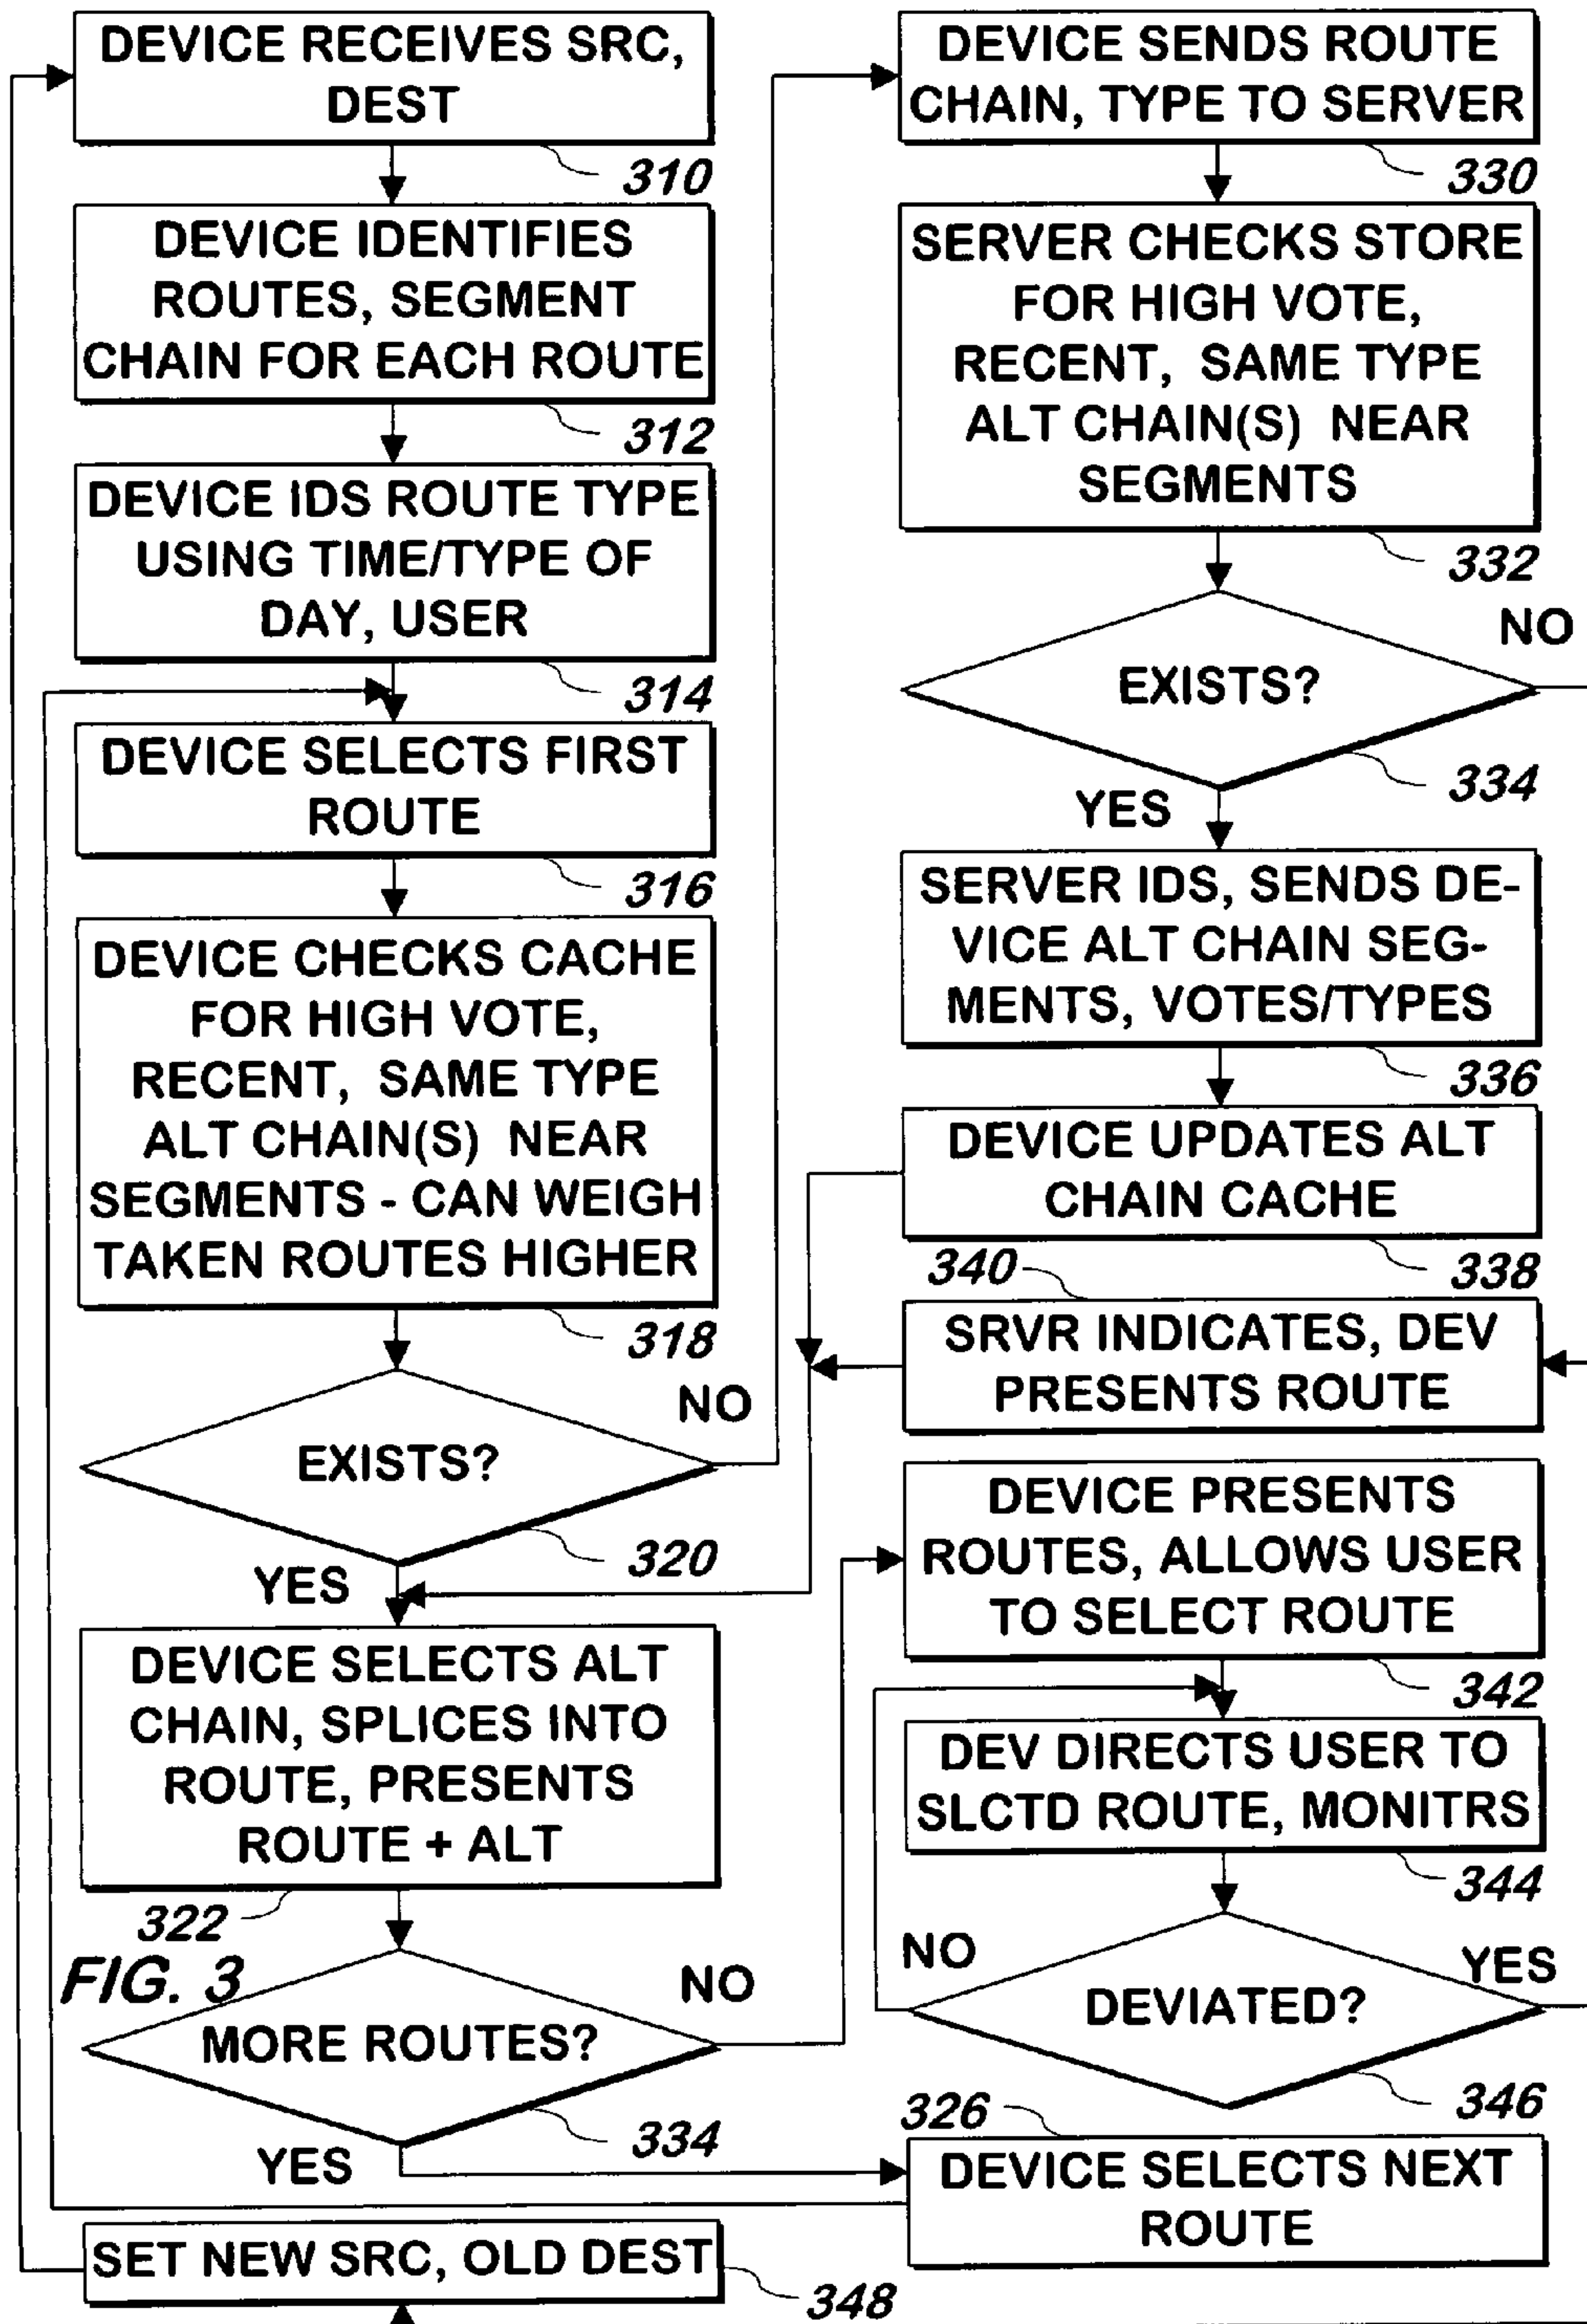 DEVICE RECEIVES SRC,
DEST
310
DEVICE IDENTIFIES
ROUTES, SEGMENT
CHAIN FOR EACH ROUTE
312
DEVICE IDS ROUTE TYPE
USING TIME/TYPE OF
DAY, USER
314
DEVICE SELECTS FIRST
ROUTE
316
DEVICE CHECKS CACHE
FOR HIGH VOTE,
RECENT, SAME TYPE
ALT CHAIN(S) NEAR
SEGMENTS - CAN WEIGH
TAKEN ROUTES HIGHER
318
NO
EXISTS?
320
YES
DEVICE SELECTS ALT
CHAIN, SPLICES INTO
ROUTE, PRESENTS
ROUTE + ALT
322
FIG. 3
NO
MORE ROUTES?
334
YES
SET NEW SRC, OLD DEST
348
DEVICE SENDS ROUTE
CHAIN, TYPE TO SERVER
330
SERVER CHECKS STORE
FOR HIGH VOTE,
RECENT, SAME TYPE
ALT CHAIN(S) NEAR
SEGMENTS
332
NO
EXISTS?
334
YES
SERVER IDS, SENDS DE-
VICE ALT CHAIN SEG-
MENTS, VOTES/TYPES
336
DEVICE UPDATES ALT
CHAIN CACHE
338
340
SRVR INDICATES, DEV
PRESENTS ROUTE
DEVICE PRESENTS
ROUTES, ALLOWS USER
TO SELECT ROUTE
342
DEV DIRECTS USER TO
SLCTD ROUTE, MONITRS
344
NO
YES
DEVIATED?
346
326
DEVICE SELECTS NEXT
ROUTE